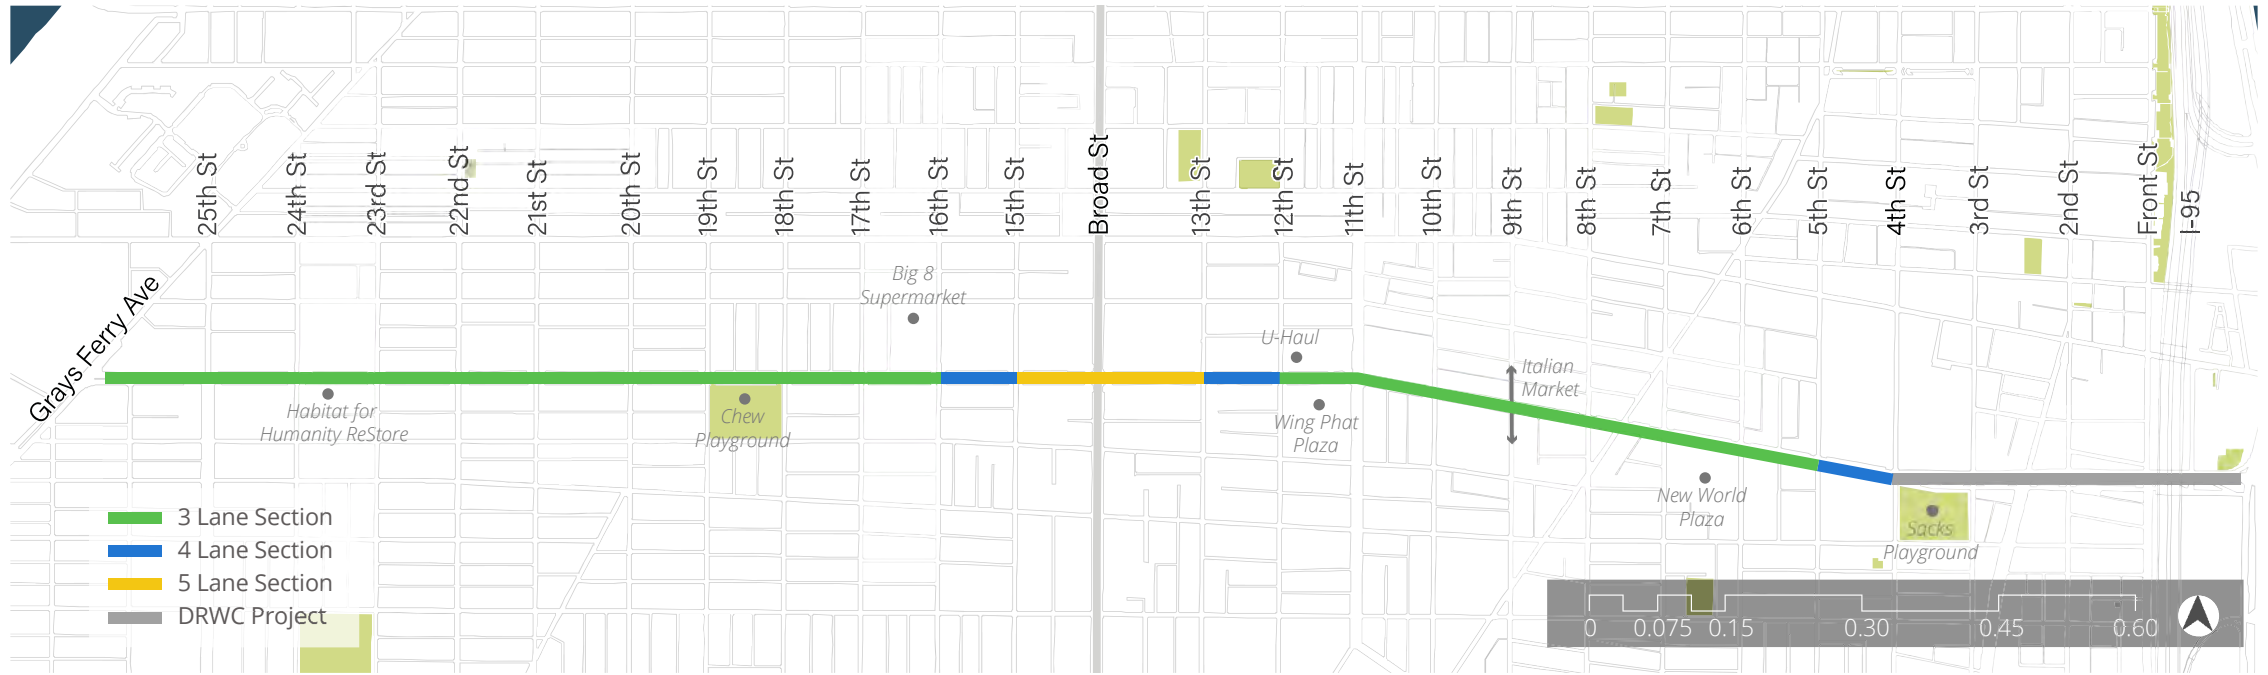 25th St
24th St
23rd St
22nd St
21st St
20th St
19th St
18th St
17th St
16th St
15th St
Broad St
13th St
12th St
11th St
10th St
9th St
8th St
7th St
6th St
5th St
4th St
3rd St
2nd St
Front St
I-95
Grays Ferry Ave
Big 8
Supermarket
U-Haul
Italian
Market
Habitat for
Humanity ReStore
Chew
Playground
Wing Phat
Plaza
New World
Plaza
Sacks
Playground
3 Lane Section
4 Lane Section
5 Lane Section
DRWC Project
0 0.075 0.15 0.30 0.45 0.60